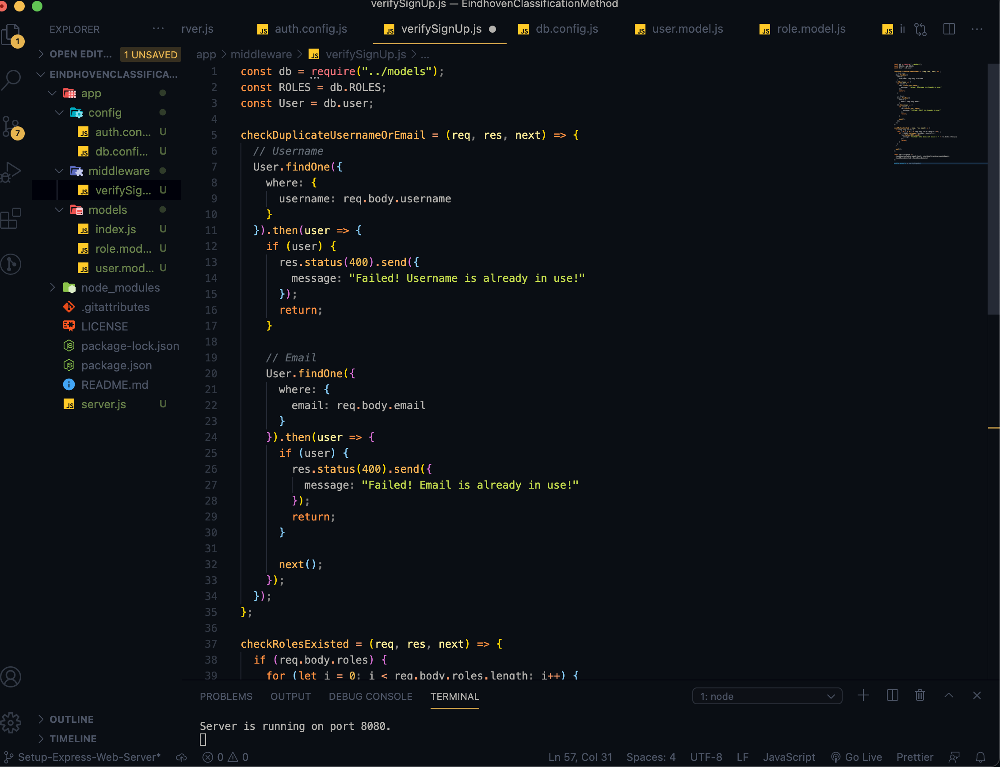 verifySignUp.js — EindhovenClassificationMethod
EXPLORER
rver.js
auth.config.js
verifySignUp.js
db.config.js
user.model.js
role.model.js
1
OPEN EDIT...
1 UNSAVED
app > middleware > verifySignUp.js > ...
EINDHOVENCLASSIFICA...
app
config
auth.con... U
7
db.confi... U
middleware
verifySig... U
models
index.js U
role.mod... U
user.mod... U
node_modules
.gitattributes
LICENSE
package-lock.json
package.json
README.md
server.js U
OUTLINE
TIMELINE
1 const db = require("../models");
2 const ROLES = db.ROLES;
3 const User = db.user;
4
5 checkDuplicateUsernameOrEmail = (req, res, next) => {
6 // Username
7 User.findOne({
8 where: {
9 username: req.body.username
10 }
11 }).then(user => {
12 if (user) {
13 res.status(400).send({
14 message: "Failed! Username is already in use!"
15 });
16 return;
17 }
18
19 // Email
20 User.findOne({
21 where: {
22 email: req.body.email
23 }
24 }).then(user => {
25 if (user) {
26 res.status(400).send({
27 message: "Failed! Email is already in use!"
28 });
29 return;
30 }
31
32 next();
33 });
34 });
35 };
36
37 checkRolesExisted = (req, res, next) => {
38 if (req.body.roles) {
39 for (let i = 0; i < req.body.roles.length; i++) {
PROBLEMS OUTPUT DEBUG CONSOLE TERMINAL
1: node
Server is running on port 8080.
Setup-Express-Web-Server*
0 0
Ln 57, Col 31 Spaces: 4 UTF-8 LF JavaScript Go Live Prettier